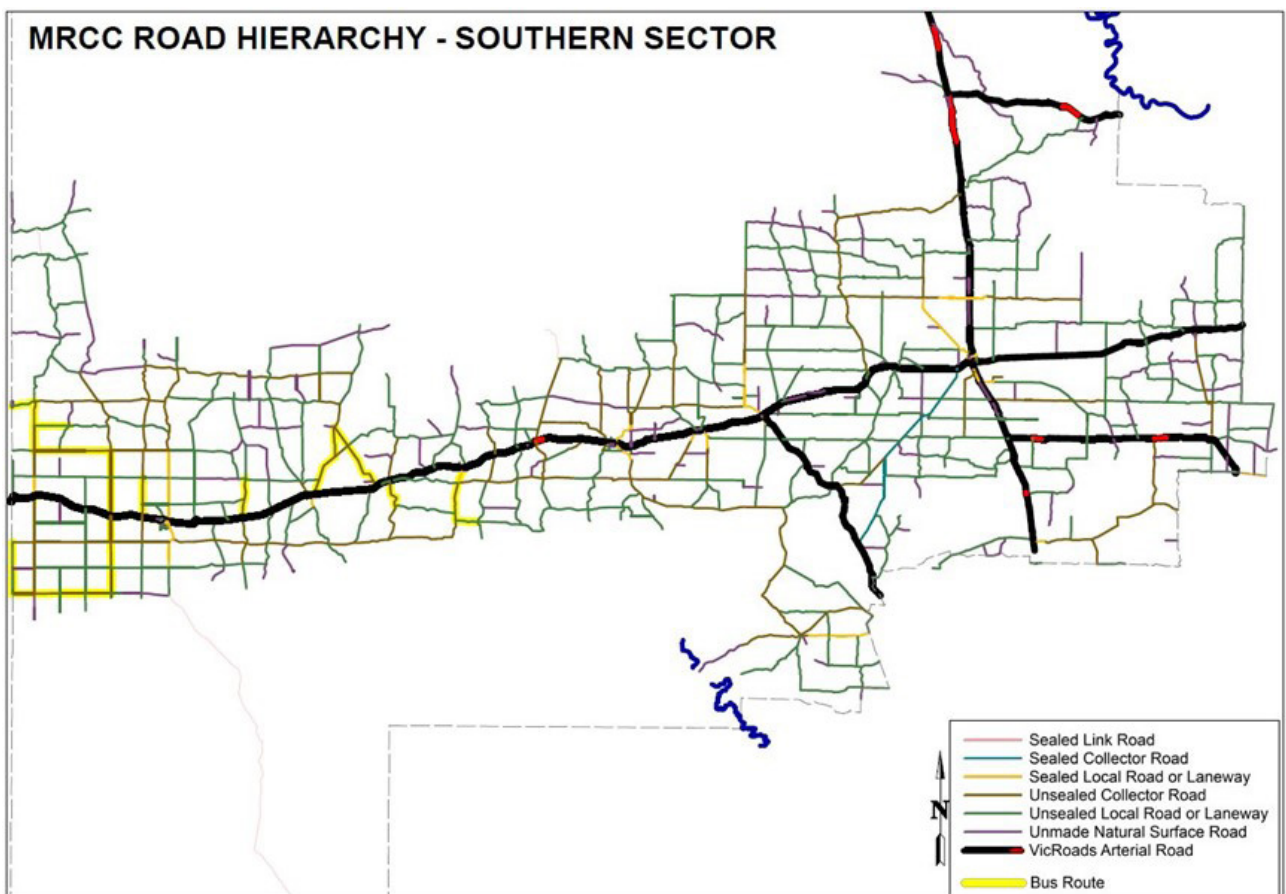 MRCC ROAD HIERARCHY - SOUTHERN SECTOR
Sealed Link Road
Sealed Collector Road
Sealed Local Road or Laneway
Unsealed Collector Road
Unsealed Local Road or Laneway
Unmade Natural Surface Road
VicRoads Arterial Road
Bus Route
N